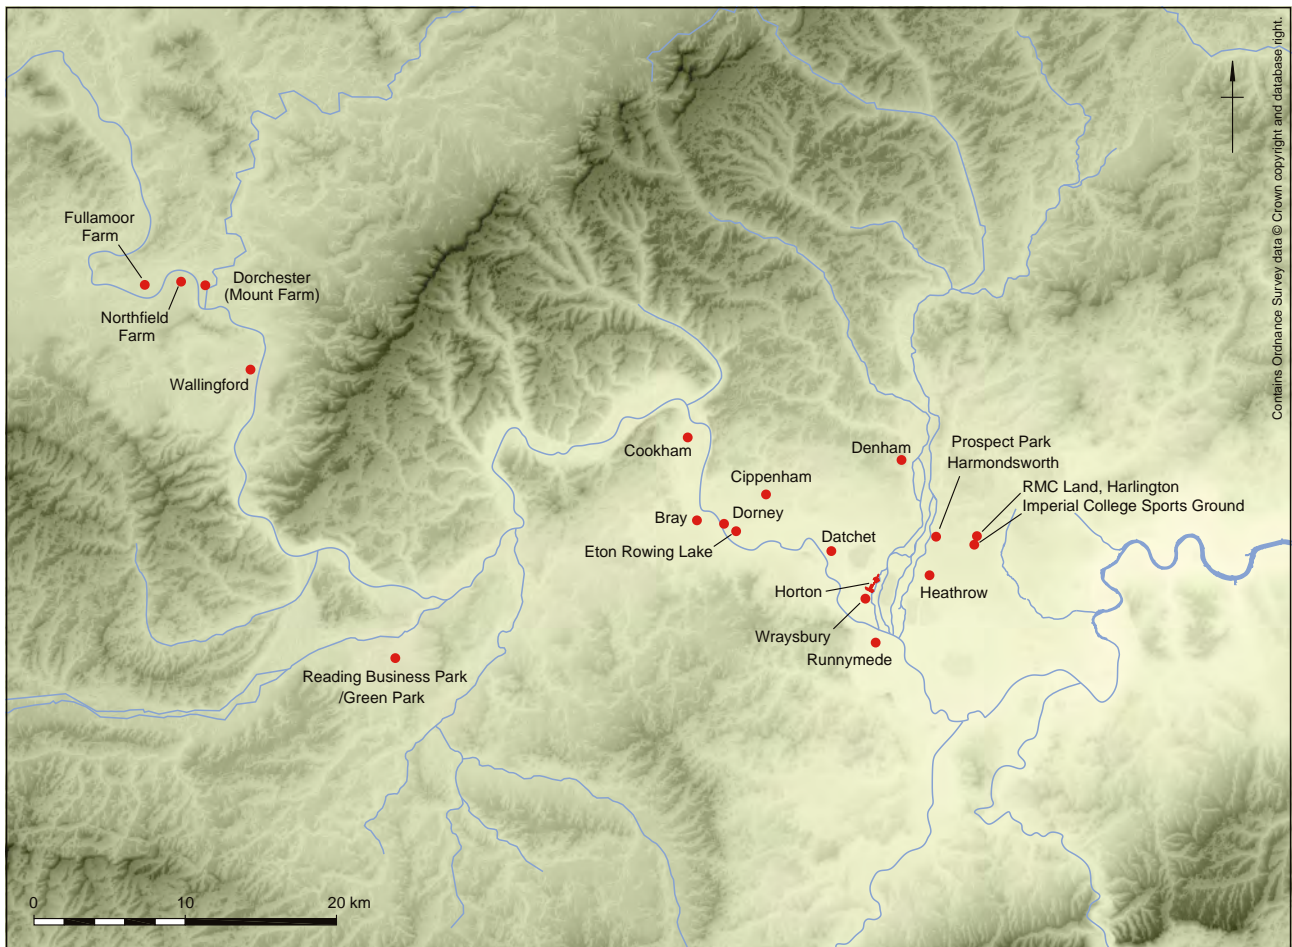 Contains Ordnance Survey data © Crown copyright and database right.
Fullamoor
Farm
Dorchester
(Mount Farm)
Northfield
Farm
Wallingford
Cookham
Denham
Prospect Park
Harmondsworth
Cippenham
RMC Land, Harlington
Imperial College Sports Ground
Bray
Dorney
Eton Rowing Lake
Datchet
Horton
Heathrow
Wraysbury
Runnymede
Reading Business Park
/Green Park
0 10 20 km